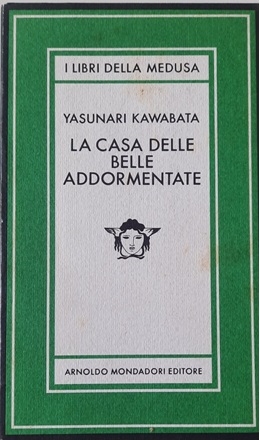 I LIBRI DELLA MEDUSA
YASUNARI KAWABATA
LA CASA DELLE
BELLE
ADDORMENTATE
ARNOLDO MONDADORI EDITORE